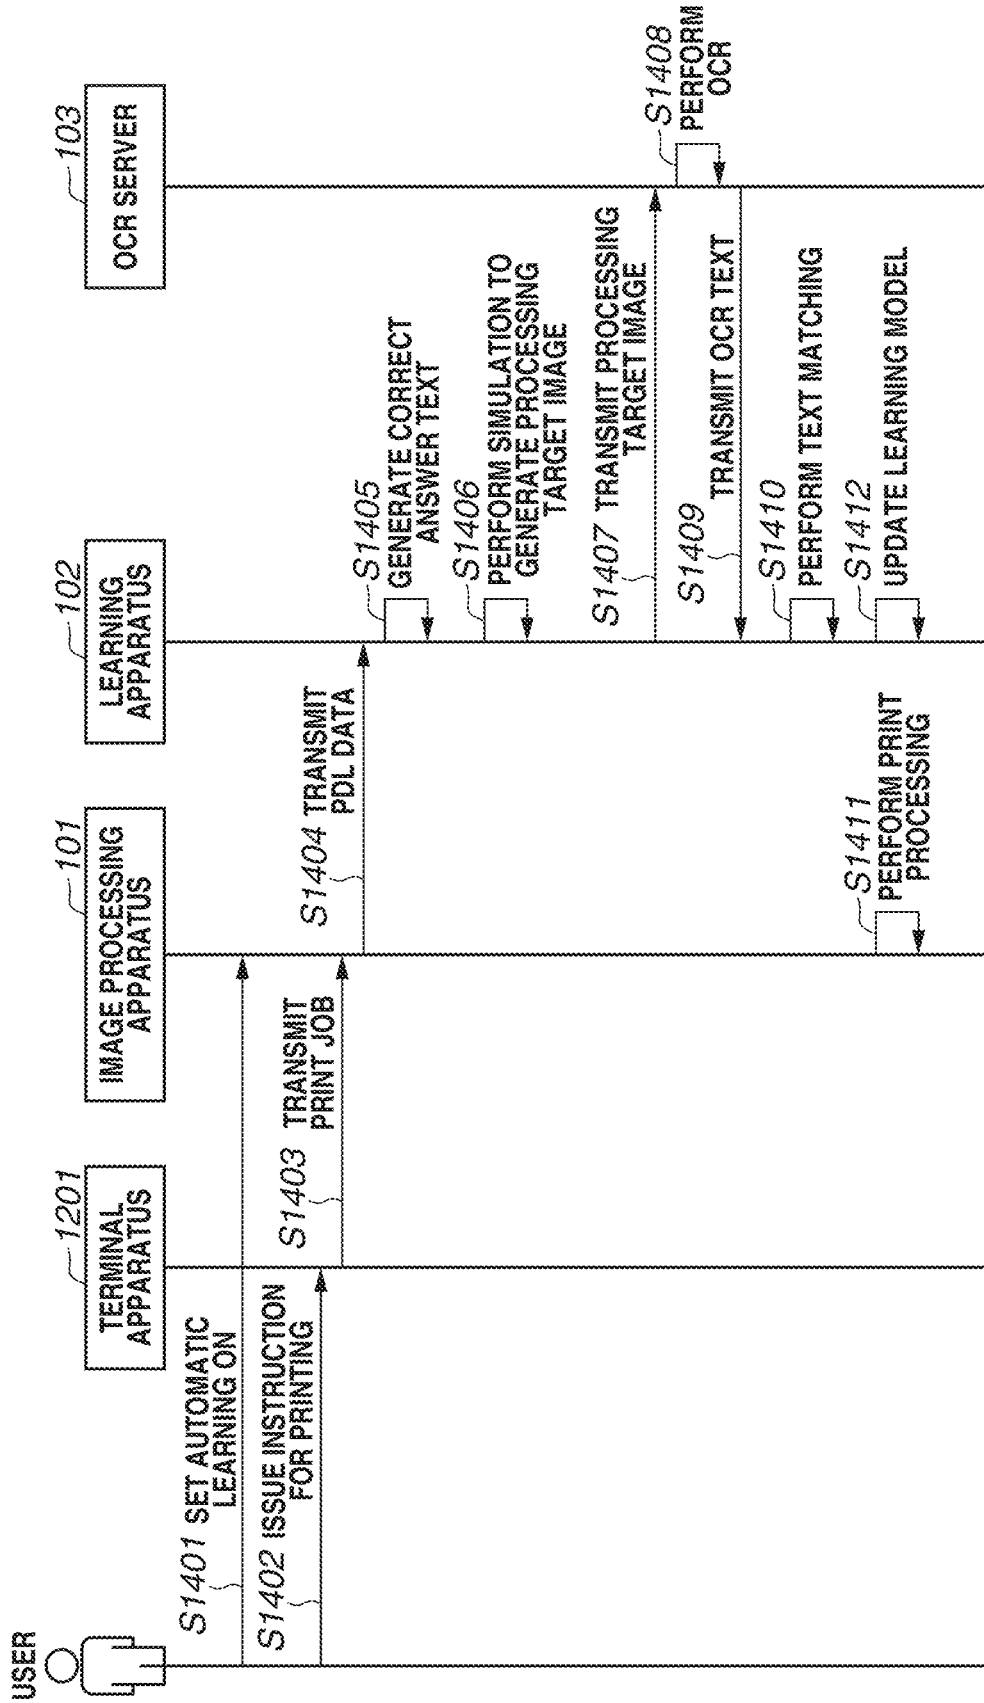 USER
1201
TERMINAL
APPARATUS
101
IMAGE PROCESSING
APPARATUS
102
LEARNING
APPARATUS
103
OCR SERVER
S1401 SET AUTOMATIC
LEARNING ON
S1402 ISSUE INSTRUCTION
FOR PRINTING
S1403 TRANSMIT
PRINT JOB
S1404 TRANSMIT
PDL DATA
S1405
GENERATE CORRECT
ANSWER TEXT
S1406
PERFORM SIMULATION TO
GENERATE PROCESSING
TARGET IMAGE
S1407 TRANSMIT PROCESSING
TARGET IMAGE
S1408
PERFORM
OCR
S1409 TRANSMIT OCR TEXT
S1410
PERFORM TEXT MATCHING
S1411
PERFORM PRINT
PROCESSING
S1412
UPDATE LEARNING MODEL